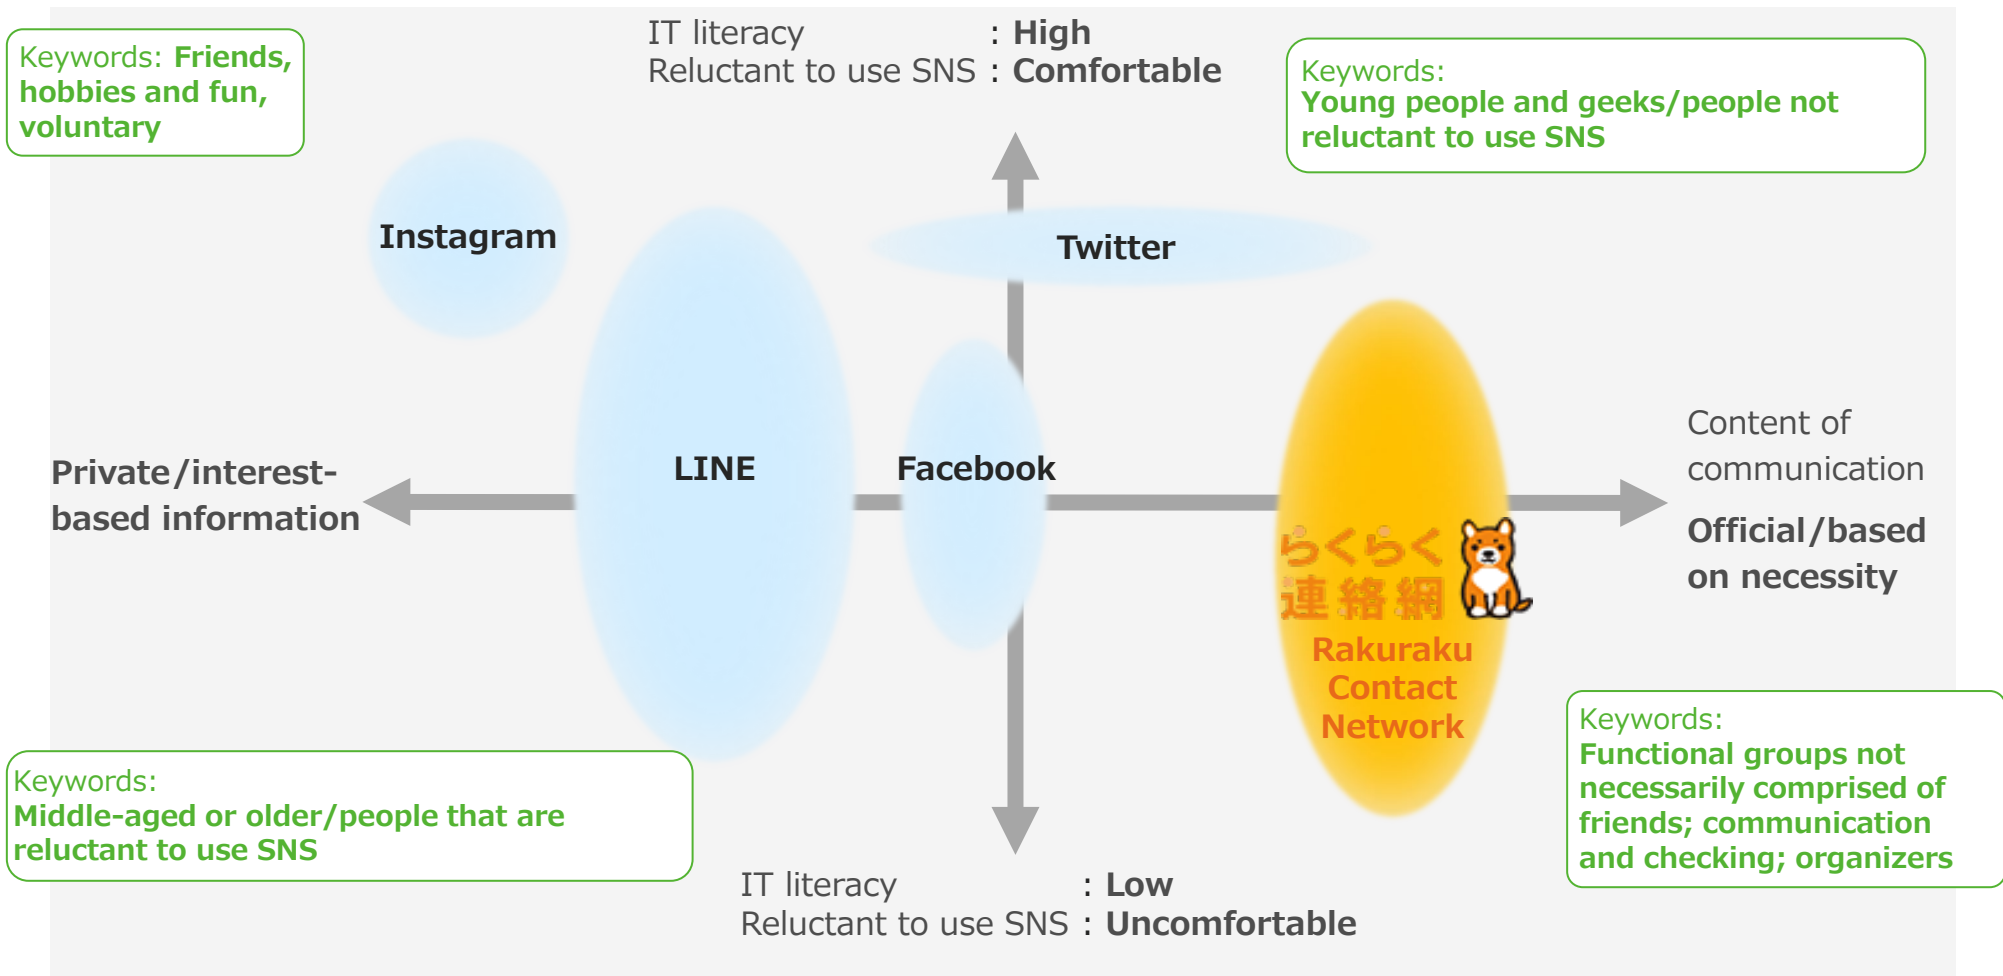 IT literacy : High
Reluctant to use SNS : Comfortable
Keywords: Friends,
hobbies and fun,
voluntary
Keywords:
Young people and geeks/people not
reluctant to use SNS
Instagram
Twitter
LINE
Facebook
Private/interest-
based information
Content of
communication
Official/based
on necessity
らくらく
連絡網
Rakuraku
Contact
Network
Keywords:
Middle-aged or older/people that are
reluctant to use SNS
Keywords:
Functional groups not
necessarily comprised of
friends; communication
and checking; organizers
IT literacy : Low
Reluctant to use SNS : Uncomfortable